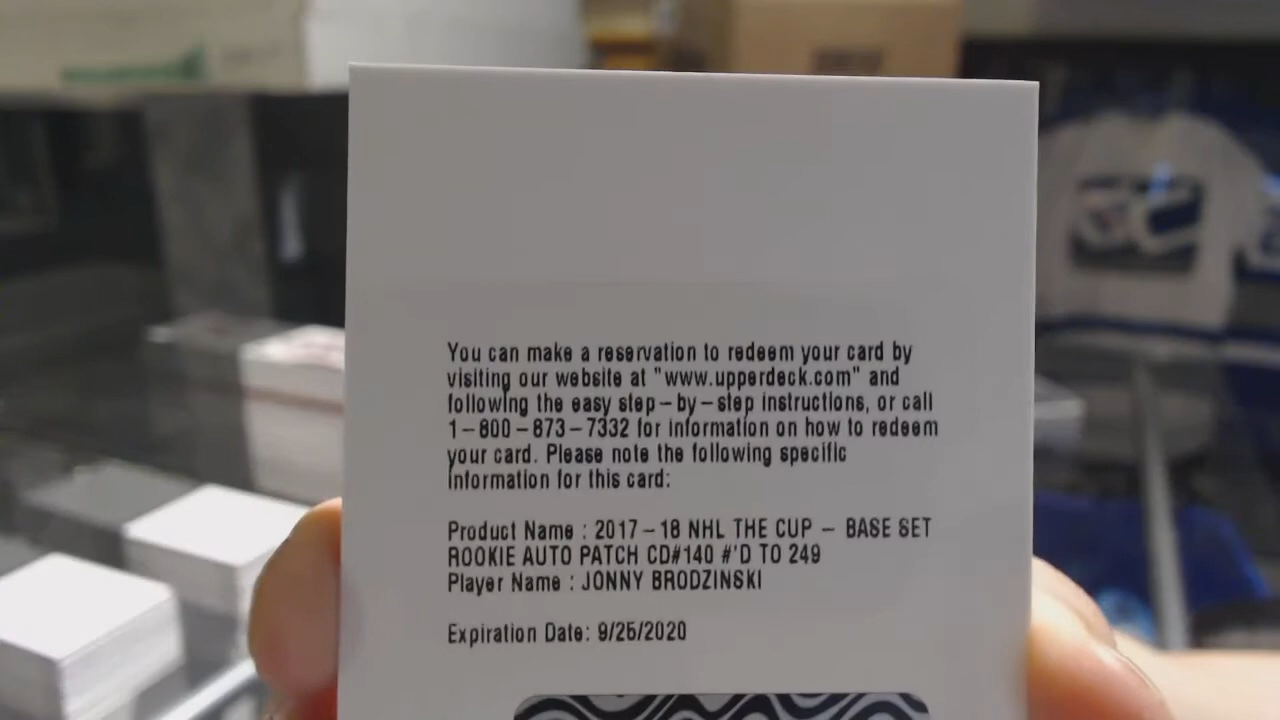 You can make a reservation to redeem your card by
visiting our website at "www.upperdeck.com" and
following the easy step-by-step instructions, or call
1-800-873-7332 for information on how to redeem
your card. Please note the following specific
information for this card:
Product Name : 2017-18 NHL THE CUP - BASE SET
ROOKIE AUTO PATCH CD#140 #'D TO 249
Player Name : JONNY BRODZINSKI
Expiration Date: 9/25/2020